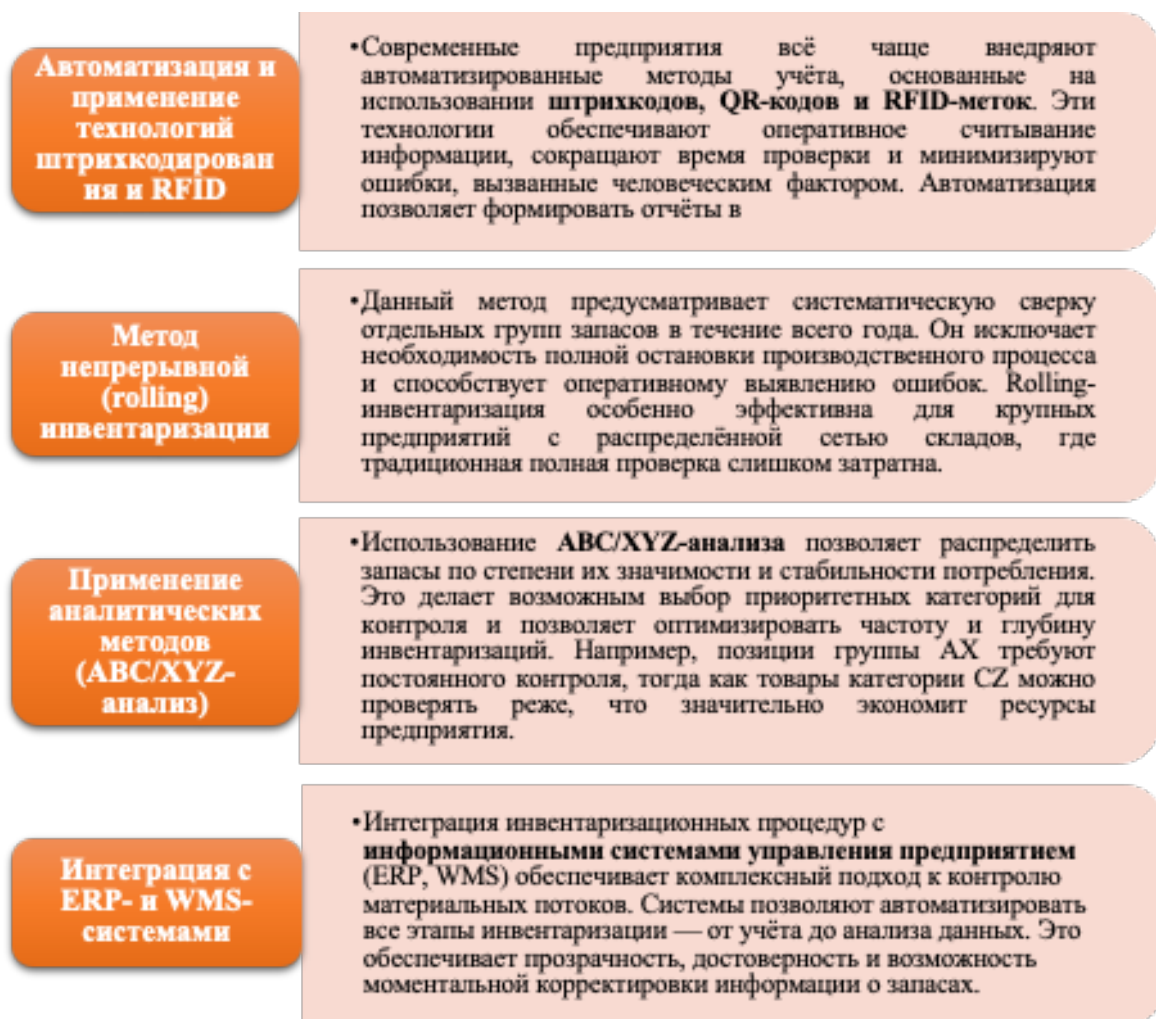 Автоматизация и
применение
технологий
штрихкодирован
ия и RFID
•Современные предприятия всё чаще внедряют
автоматизированные методы учёта, основанные на
использовании штрихкодов, QR-кодов и RFID-меток. Эти
технологии обеспечивают оперативное считывание
информации, сокращают время проверки и минимизируют
ошибки, вызванные человеческим фактором. Автоматизация
позволяет формировать отчёты в
Метод
непрерывной
(rolling)
инвентаризации
•Данный метод предусматривает систематическую сверку
отдельных групп запасов в течение всего года. Он исключает
необходимость полной остановки производственного процесса
и способствует оперативному выявлению ошибок. Rolling-
инвентаризация особенно эффективна для крупных
предприятий с распределённой сетью складов, где
традиционная полная проверка слишком затратна.
Применение
аналитических
методов
(ABC/XYZ-
анализ)
•Использование ABC/XYZ-анализа позволяет распределить
запасы по степени их значимости и стабильности потребления.
Это делает возможным выбор приоритетных категорий для
контроля и позволяет оптимизировать частоту и глубину
инвентаризаций. Например, позиции группы AX требуют
постоянного контроля, тогда как товары категории CZ можно
проверять реже, что значительно экономит ресурсы
предприятия.
Интеграция с
ERP- и WMS-
системами
•Интеграция инвентаризационных процедур с
информационными системами управления предприятием
(ERP, WMS) обеспечивает комплексный подход к контролю
материальных потоков. Системы позволяют автоматизировать
все этапы инвентаризации — от учёта до анализа данных. Это
обеспечивает прозрачность, достоверность и возможность
моментальной корректировки информации о запасах.